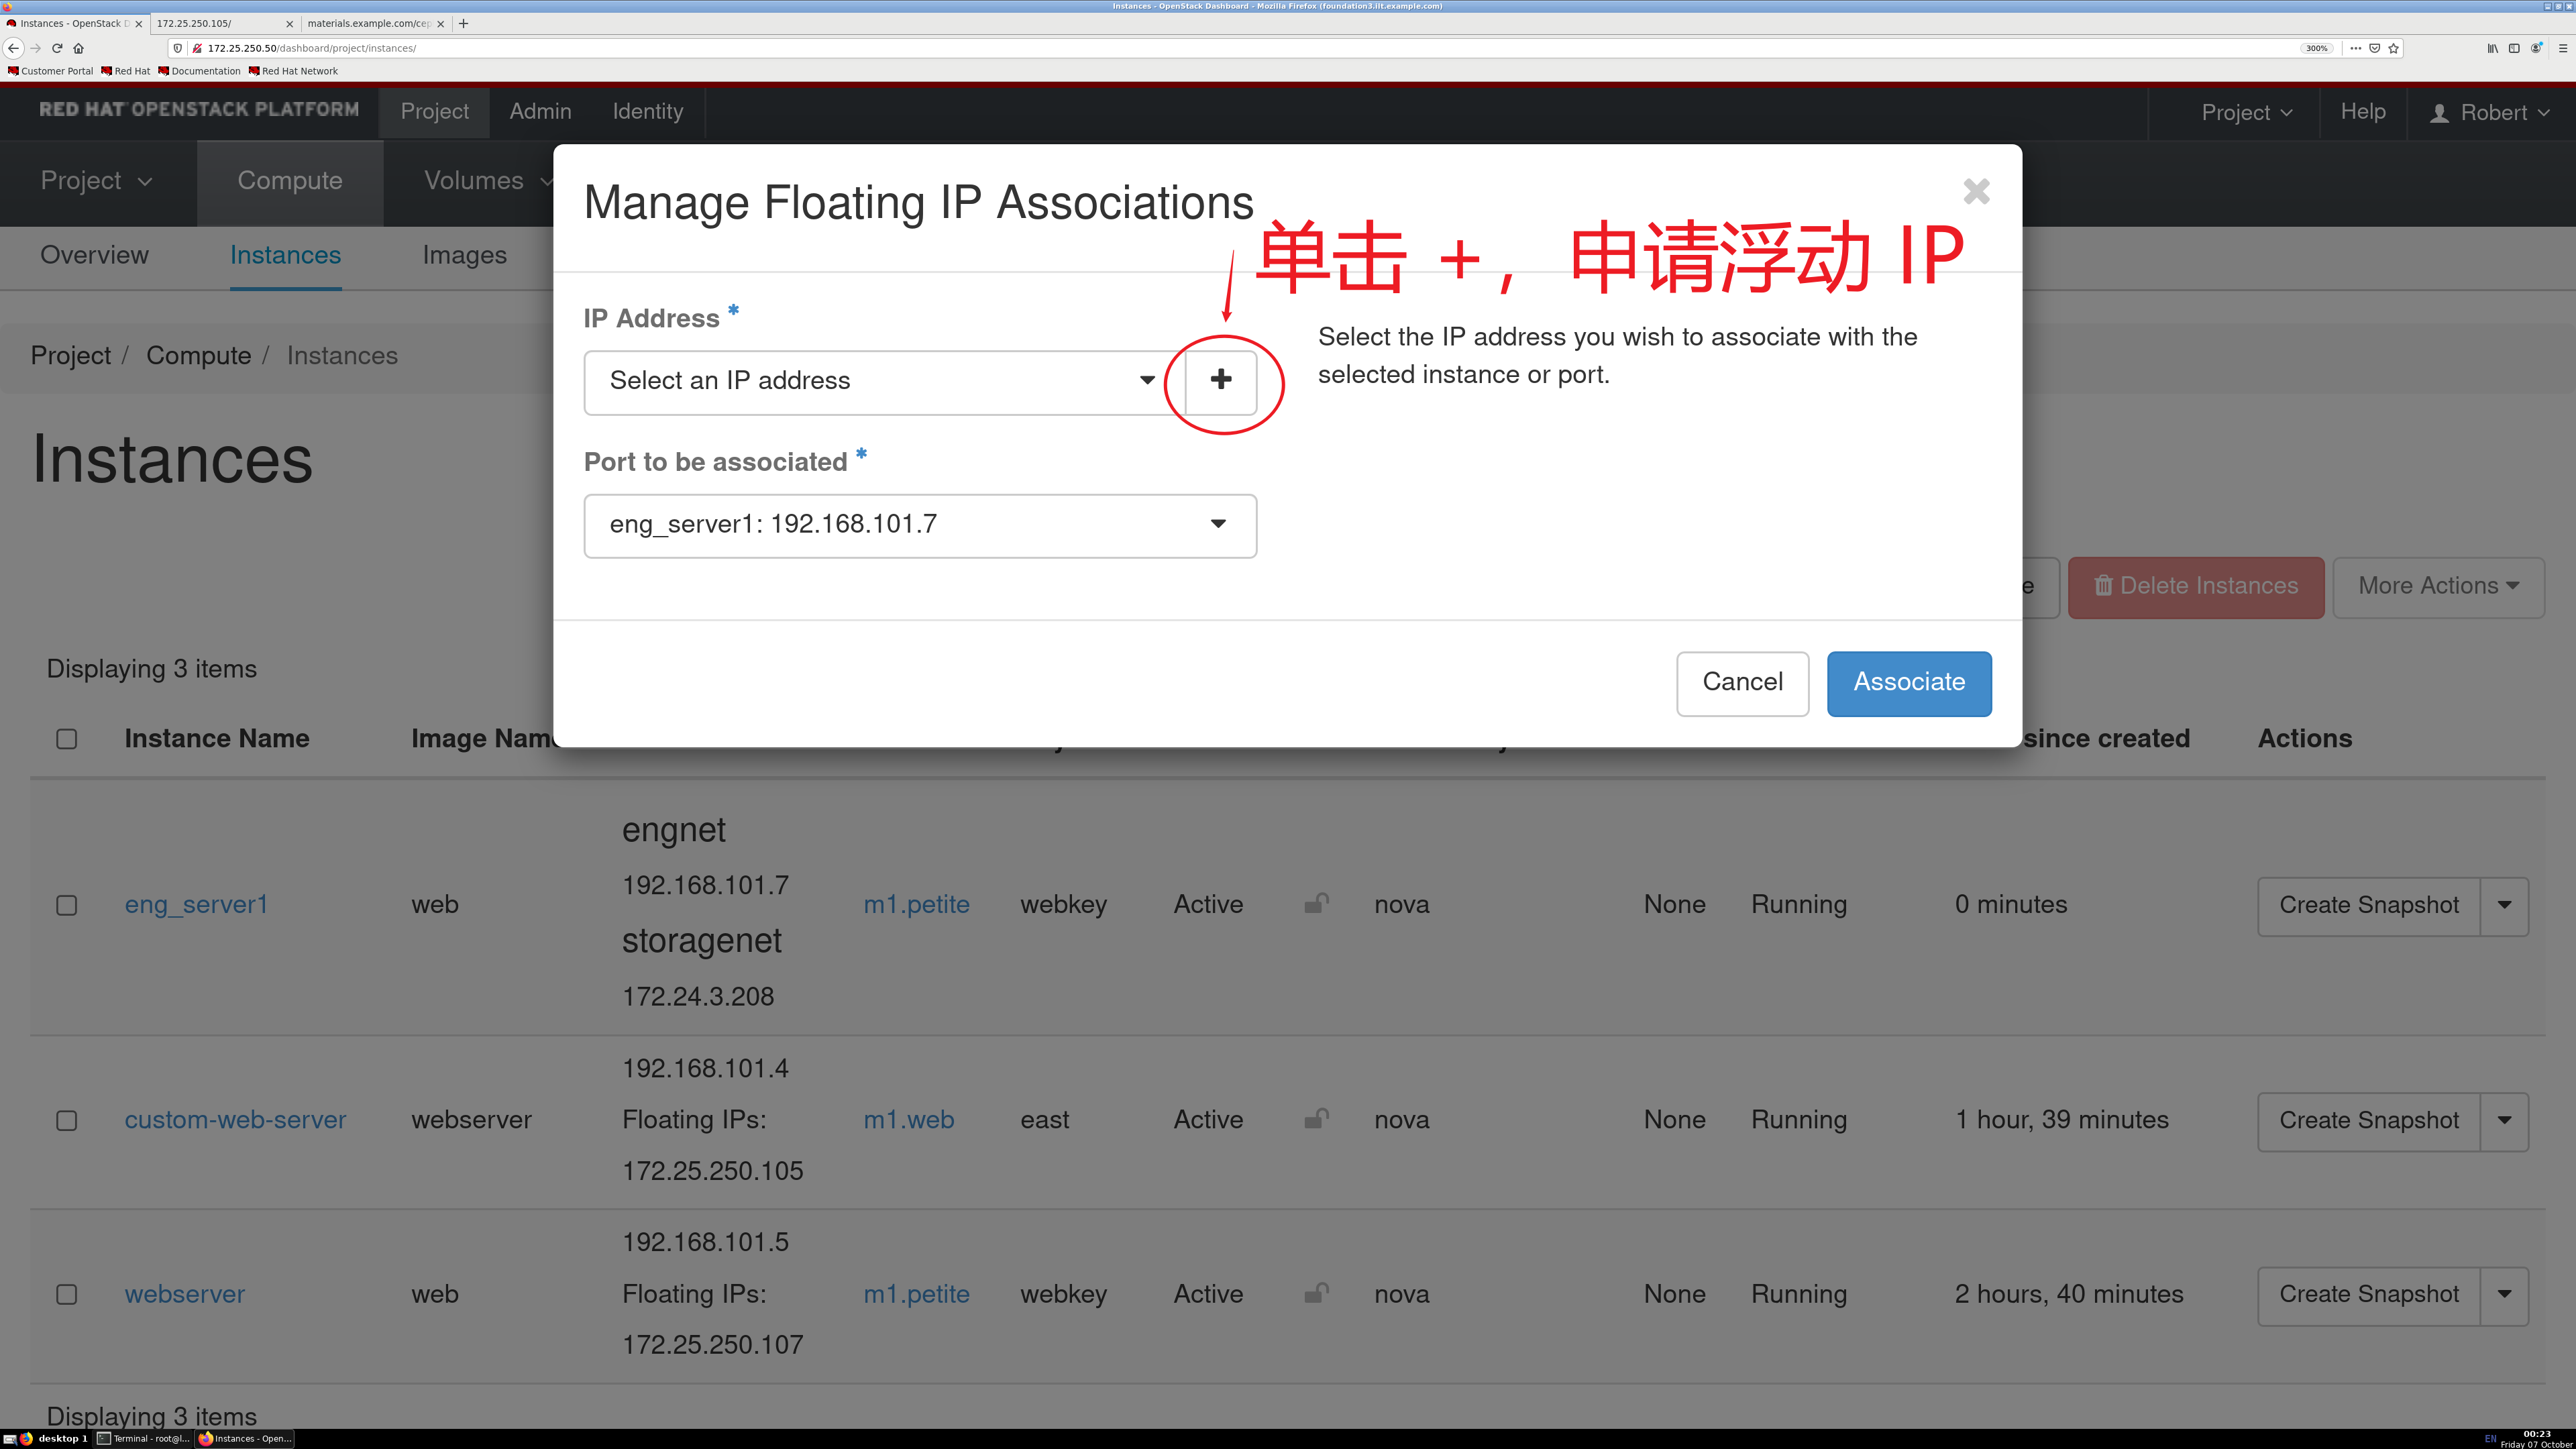 Instances - OpenStack Dashboard - Mozilla Firefox (foundation3.ilt.example.com)
Instances - OpenStack D
172.25.250.105/
materials.example.com/cep
172.25.250.50/dashboard/project/instances/
300%
Customer Portal
Red Hat
Documentation
Red Hat Network
RED HAT OPENSTACK PLATFORM
Project
Admin
Identity
Project
Help
Robert
Project
Compute
Volumes
Overview
Instances
Images
Project / Compute / Instances
Instances
Manage Floating IP Associations
单击 +，申请浮动 IP
IP Address *
Select an IP address
Select the IP address you wish to associate with the
selected instance or port.
Port to be associated *
eng_server1: 192.168.101.7
Cancel
Associate
e
Delete Instances
More Actions
Displaying 3 items
Instance Name
Image Nam
since created
Actions
eng_server1
web
engnet
192.168.101.7
storagenet
172.24.3.208
m1.petite
webkey
Active
nova
None
Running
0 minutes
Create Snapshot
custom-web-server
webserver
192.168.101.4
Floating IPs:
172.25.250.105
m1.web
east
Active
nova
None
Running
1 hour, 39 minutes
Create Snapshot
webserver
web
192.168.101.5
Floating IPs:
172.25.250.107
m1.petite
webkey
Active
nova
None
Running
2 hours, 40 minutes
Create Snapshot
Displaying 3 items
desktop 1
Terminal - root@l...
Instances - Open...
EN
00:23
Friday 07 October